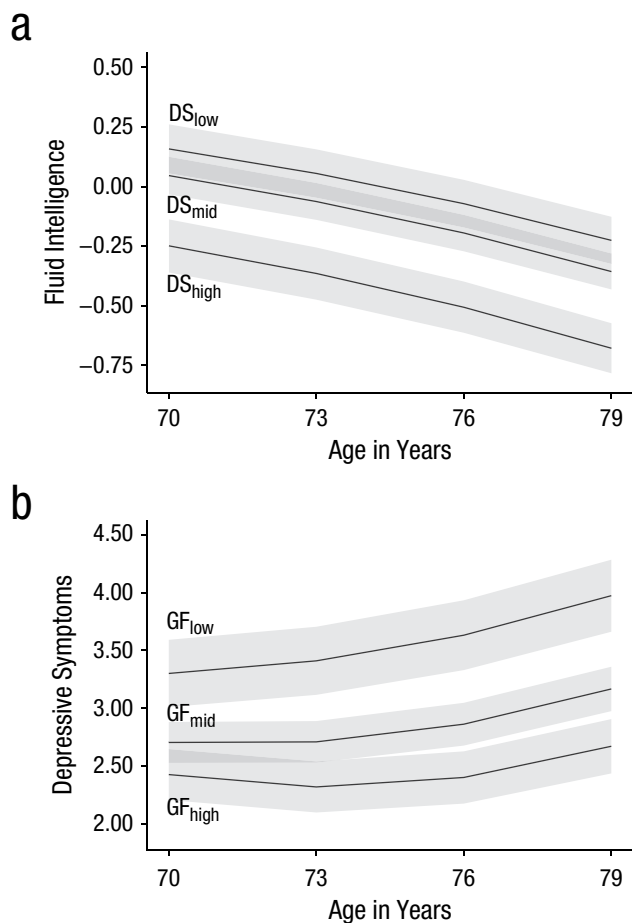 a
0.50
0.25
0.00
−0.25
−0.50
−0.75
Fluid Intelligence
DSlow
DSmid
DShigh
70 73 76 79
Age in Years
b
4.50
4.00
3.50
3.00
2.50
2.00
Depressive Symptoms
GFlow
GFmid
GFhigh
70 73 76 79
Age in Years